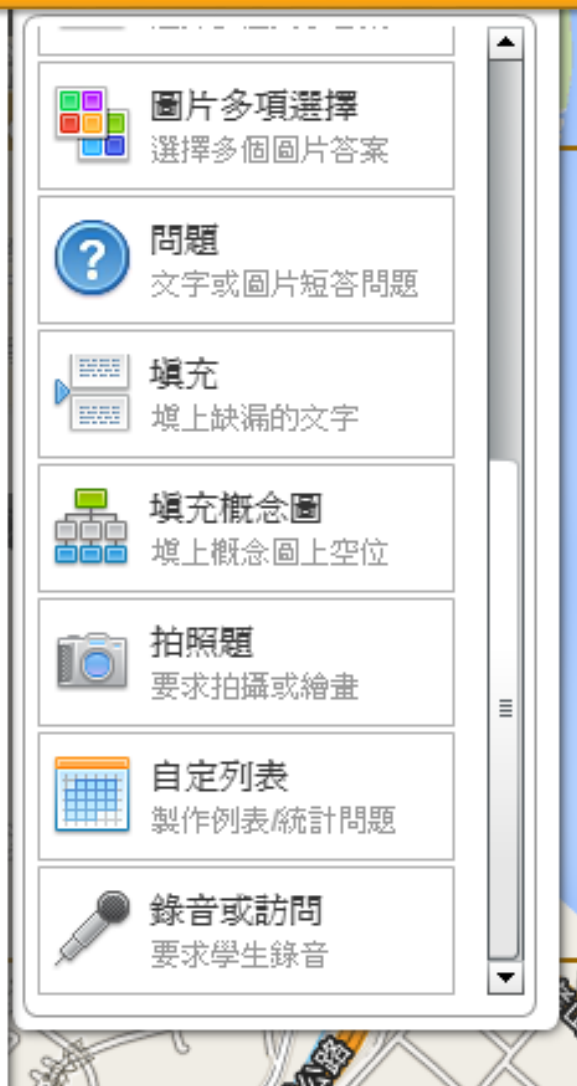 圖片多項選擇
選擇多個圖片答案
問題
文字或圖片短答問題
填充
填上缺漏的文字
填充概念圖
填上概念圖上空位
拍照題
要求拍攝或繪畫
自定列表
製作列表/統計問題
錄音或訪問
要求學生錄音
公路